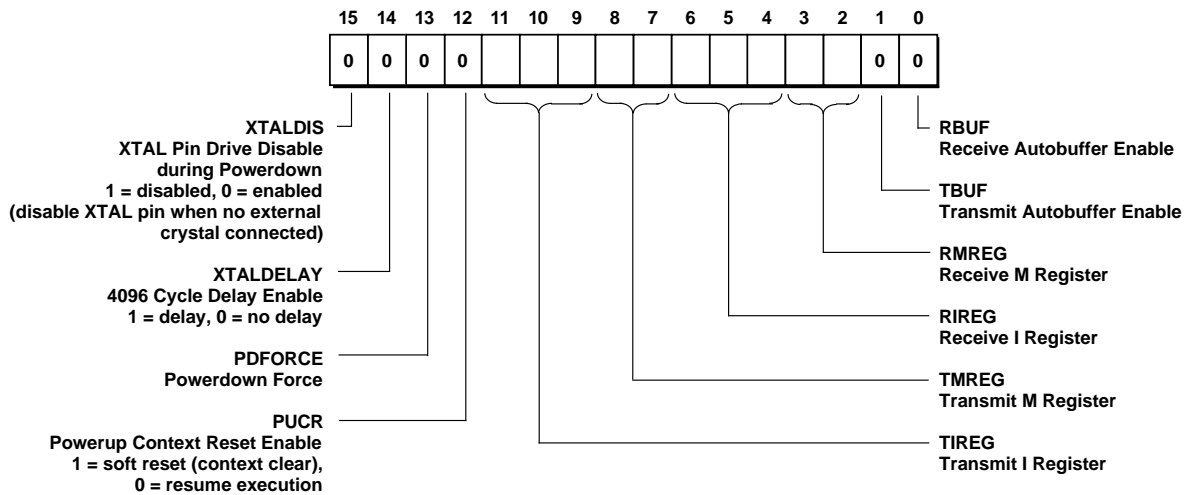 15 14 13 12 11 10 9 8 7 6 5 4 3 2 1 0
0 0 0 0 0 0
XTALDIS
XTAL Pin Drive Disable
during Powerdown
1 = disabled, 0 = enabled
(disable XTAL pin when no external
crystal connected)
XTALDELAY
4096 Cycle Delay Enable
1 = delay, 0 = no delay
PDFORCE
Powerdown Force
PUCR
Powerup Context Reset Enable
1 = soft reset (context clear),
0 = resume execution
RBUF
Receive Autobuffer Enable
TBUF
Transmit Autobuffer Enable
RMREG
Receive M Register
RIREG
Receive I Register
TMREG
Transmit M Register
TIREG
Transmit I Register